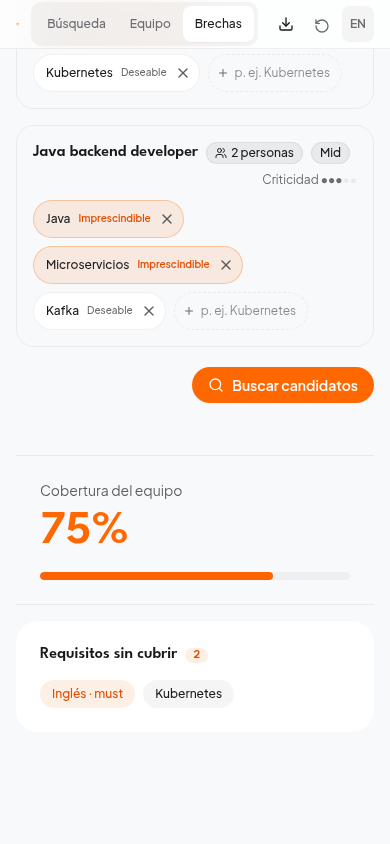 Búsqueda Equipo Brechas EN
Kubernetes Deseable p. ej. Kubernetes
Java backend developer 2 personas Mid
Criticidad
Java Imprescindible
Microservicios Imprescindible
Kafka Deseable p. ej. Kubernetes
Buscar candidatos
Cobertura del equipo
75%
Requisitos sin cubrir 2
Inglés · must Kubernetes